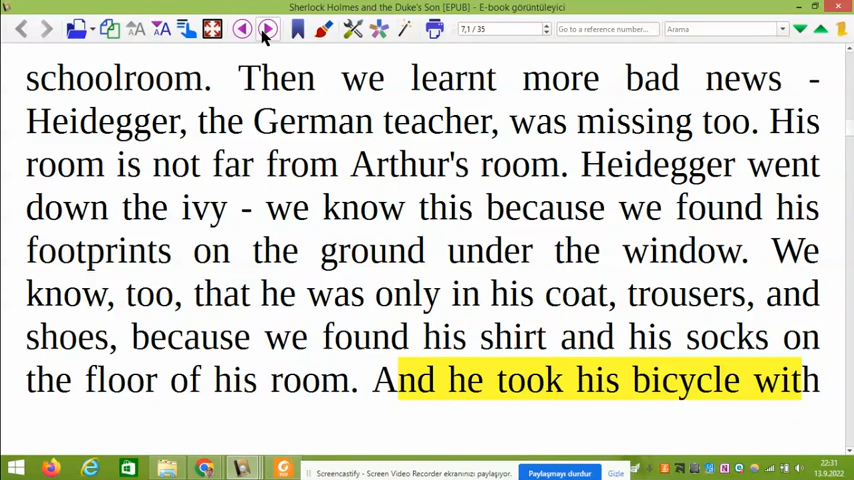 Sherlock Holmes and the Duke's Son [EPUB] - E-book görüntüleyici
7,1 / 35
Go to a reference number...
Arama
schoolroom. Then we learnt more bad news -
Heidegger, the German teacher, was missing too. His
room is not far from Arthur's room. Heidegger went
down the ivy - we know this because we found his
footprints on the ground under the window. We
know, too, that he was only in his coat, trousers, and
shoes, because we found his shirt and his socks on
the floor of his room. And he took his bicycle with
Screencastify - Screen Video Recorder ekranınızı paylaşıyor.
Paylaşmayı durdur
Gizle
22:31
13.9.2022